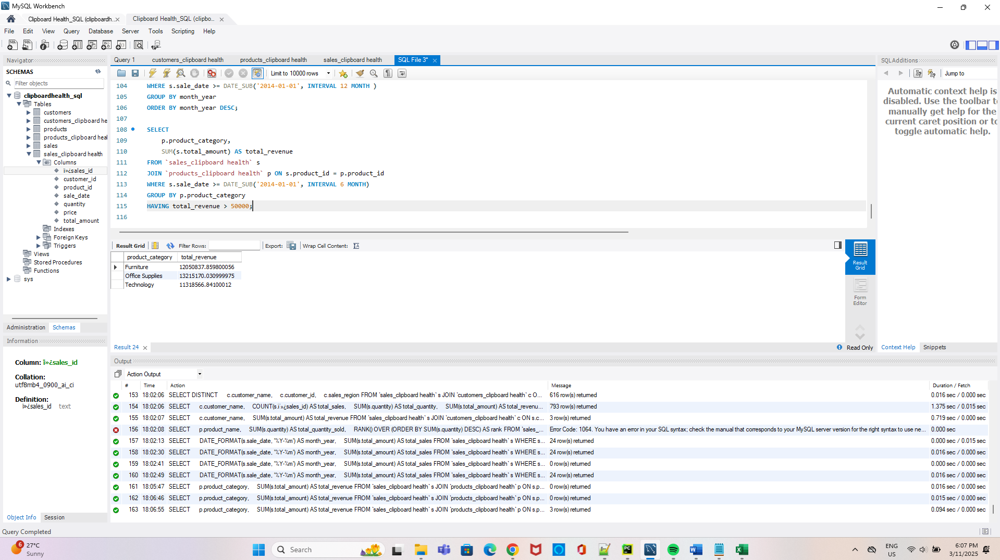 MySQL Workbench
Clipboard Health_SQL (clipboardh...
Clipboard Health_SQL (clipbo...
File Edit View Query Database Server Tools Scripting Help
Navigator
SCHEMAS
Filter objects
clipboardhealth_sql
Tables
customers
customers_clipboard he
products
products_clipboard heal
sales
sales_clipboard health
Columns
ï»¿sales_id
customer_id
product_id
sale_date
quantity
price
total_amount
Indexes
Foreign Keys
Triggers
Views
Stored Procedures
Functions
sys
Administration Schemas
Information
Column: ï»¿sales_id
Collation:
utf8mb4_0900_ai_ci
Definition:
ï»¿sales_id text
Object Info Session
Query 1 customers_clipboard health products_clipboard health sales_clipboard health SQL File 3*
Limit to 10000 rows
104 WHERE s.sale_date >= DATE_SUB('2014-01-01', INTERVAL 12 MONTH )
105 GROUP BY month_year
106 ORDER BY month_year DESC;
107
108 SELECT
109 p.product_category,
110 SUM(s.total_amount) AS total_revenue
111 FROM `sales_clipboard health` s
112 JOIN `products_clipboard health` p ON s.product_id = p.product_id
113 WHERE s.sale_date >= DATE_SUB('2014-01-01', INTERVAL 6 MONTH)
114 GROUP BY p.product_category
115 HAVING total_revenue > 50000;
116
Result Grid Filter Rows: Export: Wrap Cell Content:
product_category total_revenue
Furniture 12050837.859800056
Office Supplies 13215170.030999975
Technology 11318566.84100012
Result
Grid
Form
Editor
Result 24
Read Only
SQLAdditions
Jump to
Automatic context help is
disabled. Use the toolbar t
manually get help for the
current caret position or to
toggle automatic help.
Context Help Snippets
Output
Action Output
# Time Action Message Duration / Fetch
153 18:02:06 SELECT DISTINCT c.customer_name, c.customer_id, c.sales_region FROM `sales_clipboard health` s JOIN `customers_clipboard health` c O... 616 row(s) returned 0.016 sec / 0.000 sec
154 18:02:06 SELECT c.customer_name, COUNT(s.ï»¿sales_id) AS total_sales, SUM(s.quantity) AS total_quantity, SUM(s.total_amount) AS total_revenu... 793 row(s) returned 1.375 sec / 0.015 sec
155 18:02:07 SELECT c.customer_name, SUM(s.total_amount) AS total_revenue FROM `sales_clipboard health` s JOIN `customers_clipboard health` c ON s.c... 3 row(s) returned 0.719 sec / 0.000 sec
156 18:02:08 SELECT p.product_name, SUM(s.quantity) AS total_quantity_sold, RANK() OVER (ORDER BY SUM(s.quantity) DESC) AS rank FROM `sales_... Error Code: 1064. You have an error in your SQL syntax; check the manual that corresponds to your MySQL server version for the right syntax to use ne... 0.000 sec
157 18:02:13 SELECT DATE_FORMAT(s.sale_date, '%Y-%m') AS month_year, SUM(s.total_amount) AS total_sales FROM `sales_clipboard health` s WHERE s... 24 row(s) returned 0.000 sec / 0.015 sec
158 18:02:30 SELECT DATE_FORMAT(s.sale_date, '%Y-%m') AS month_year, SUM(s.total_amount) AS total_sales FROM `sales_clipboard health` s WHERE s... 24 row(s) returned 0.016 sec / 0.000 sec
159 18:02:41 SELECT DATE_FORMAT(s.sale_date, '%Y-%m') AS month_year, SUM(s.total_amount) AS total_sales FROM `sales_clipboard health` s WHERE s... 0 row(s) returned 0.000 sec / 0.000 sec
160 18:02:49 SELECT DATE_FORMAT(s.sale_date, '%Y-%m') AS month_year, SUM(s.total_amount) AS total_sales FROM `sales_clipboard health` s WHERE s... 24 row(s) returned 0.016 sec / 0.000 sec
161 18:05:47 SELECT p.product_category, SUM(s.total_amount) AS total_revenue FROM `sales_clipboard health` s JOIN `products_clipboard health` p ON s.p... 0 row(s) returned 0.016 sec / 0.000 sec
162 18:06:46 SELECT p.product_category, SUM(s.total_amount) AS total_revenue FROM `sales_clipboard health` s JOIN `products_clipboard health` p ON s.p... 0 row(s) returned 0.015 sec / 0.000 sec
163 18:06:55 SELECT p.product_category, SUM(s.total_amount) AS total_revenue FROM `sales_clipboard health` s JOIN `products_clipboard health` p ON s.p... 3 row(s) returned 0.094 sec / 0.000 sec
Query Completed
6
27°C
Sunny
Search
ENG
US
6:07 PM
3/11/2025